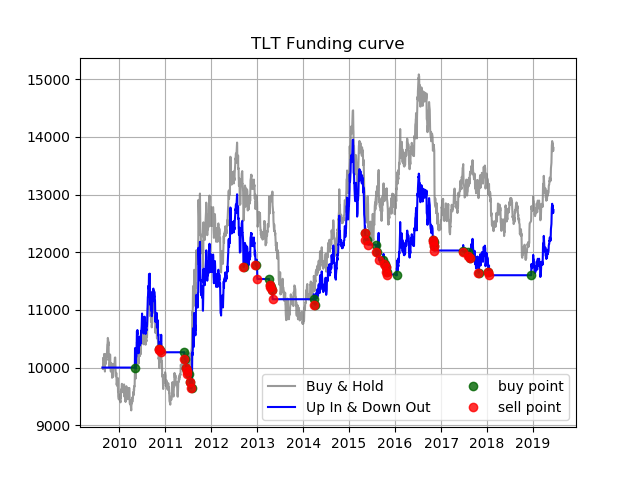 TLT Funding curve
15000
14000
13000
12000
11000
10000
9000
2010 2011 2012 2013 2014 2015 2016 2017 2018 2019
Buy & Hold
Up In & Down Out
buy point
sell point